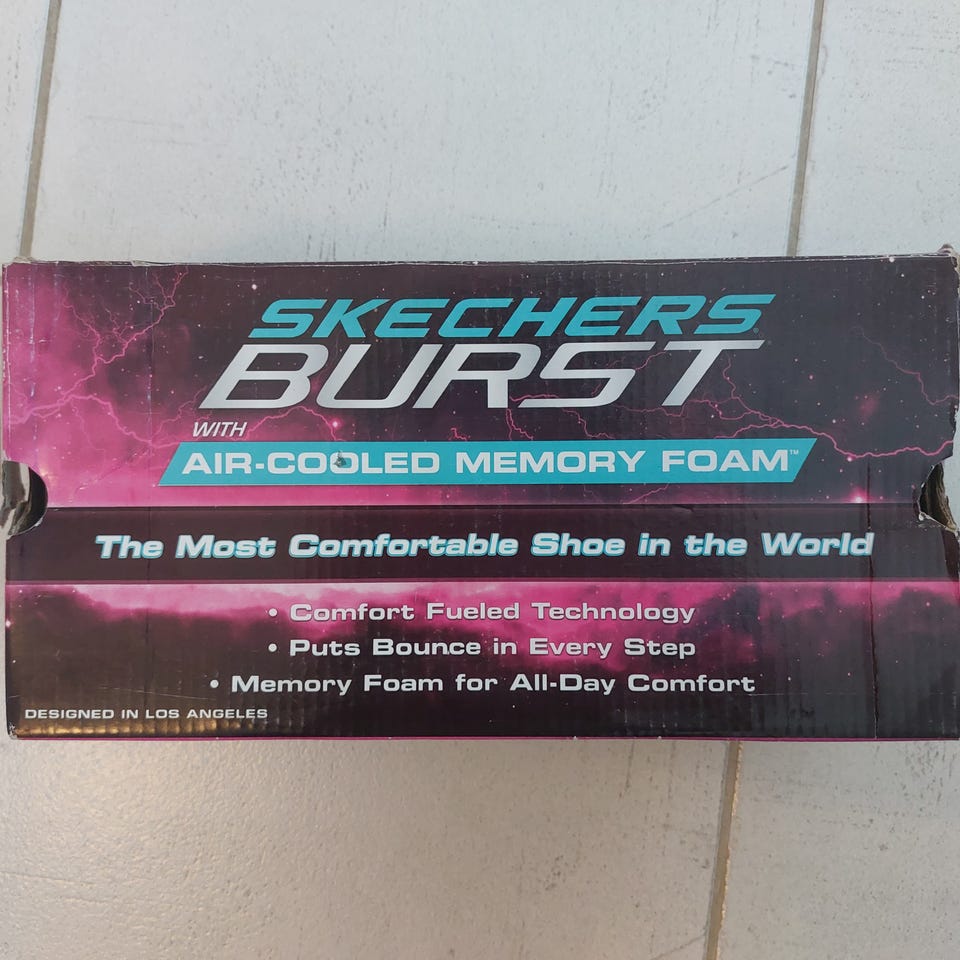 SKECHERS®
BURST
WITH
AIR-COOLED MEMORY FOAM™
The Most Comfortable Shoe in the World
• Comfort Fueled Technology
• Puts Bounce in Every Step
• Memory Foam for All-Day Comfort
DESIGNED IN LOS ANGELES